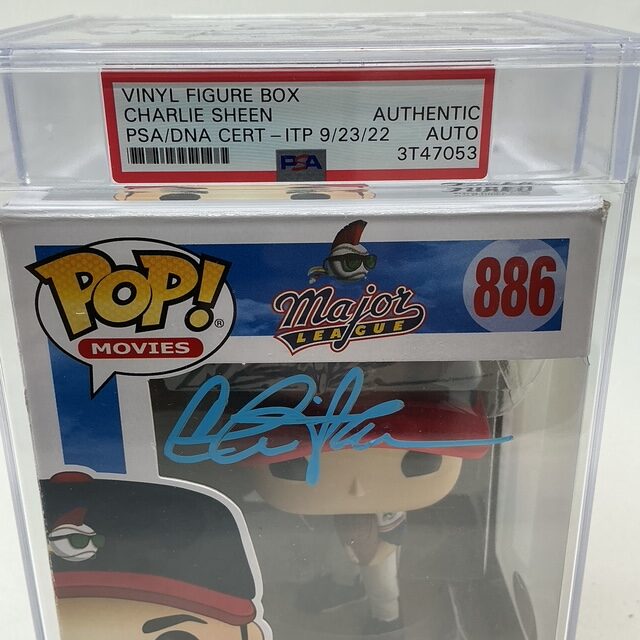 VINYL FIGURE BOX
CHARLIE SHEEN AUTHENTIC
PSA/DNA CERT - ITP 9/23/22 AUTO
3T47053
PSA
FUNKO
POP!
MOVIES
Major
LEAGUE
886